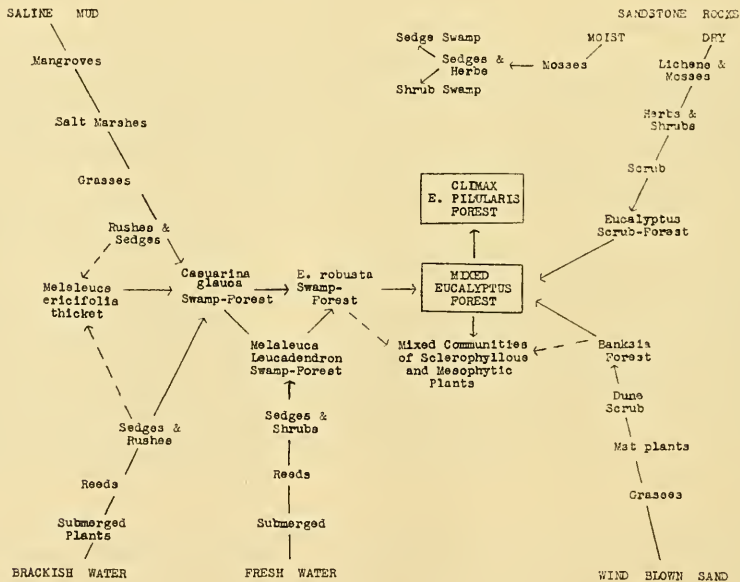 SALINE MUD
SANDSTONE ROCKS
MOIST
DRY
Sedge Swamp
Sedges &
Herbs
Shrub Swamp
Mosses
Lichens &
Mosses
Mangroves
Salt Marshes
Herbs &
Shrubs
Grasses
Scrub
CLIMAX
E. PILULARIS
FOREST
Eucalyptus
Scrub-Forest
Rushes &
Sedges
Melaleuca
ericifolia
thicket
Casuarina
glauca
Swamp-Forest
E. robusta
Swamp-
Forest
MIXED
EUCALYPTUS
FOREST
Melaleuca
Leucadendron
Swamp-Forest
Mixed Communities
of Sclerophyllous
and Mesophytic
Plants
Banksia
Forest
Sedges &
Rushes
Sedges &
Shrubs
Dune
Scrub
Mat plants
Reeds
Reeds
Grasses
Submerged
Plants
Submerged
BRACKISH WATER
FRESH WATER
WIND BLOWN SAND